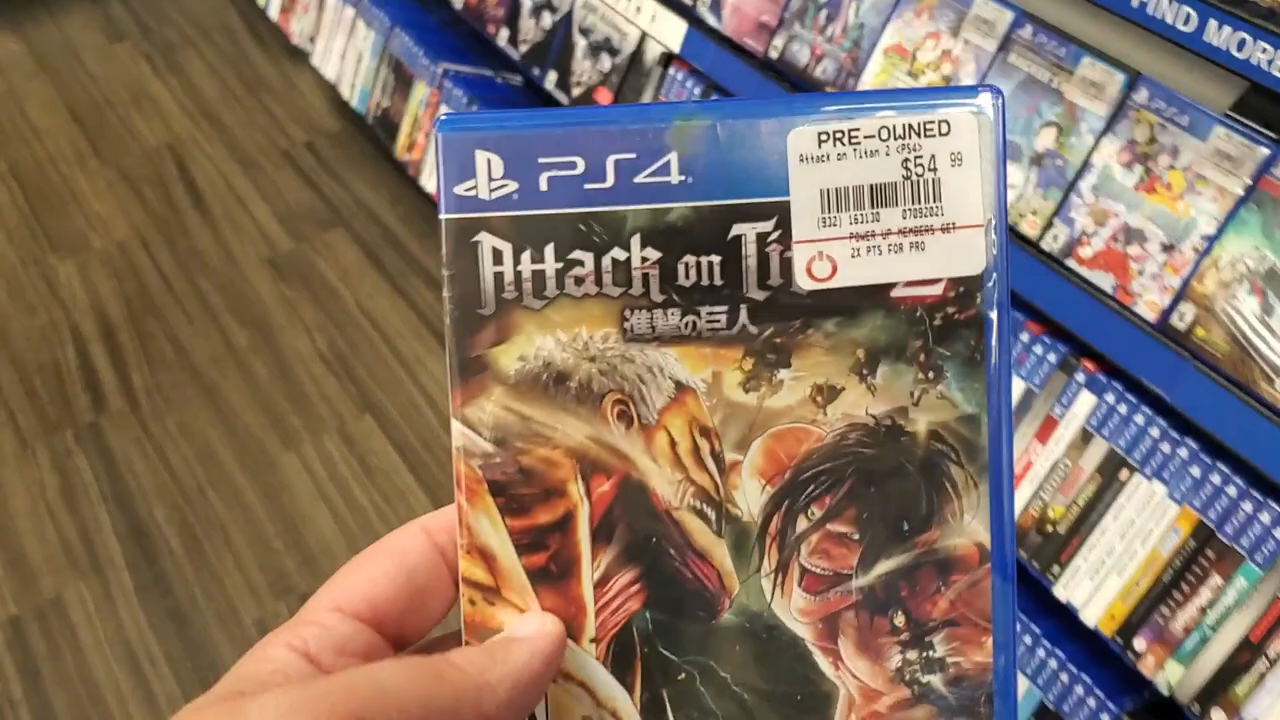 FIND MORE
PS4
PRE-OWNED
Attack on Titan 2 <PS4>
$54 99
(932) 163130 07092021
POWER UP MEMBERS GET
2X PTS FOR PRO
Attack on Ti
2
進撃の巨人